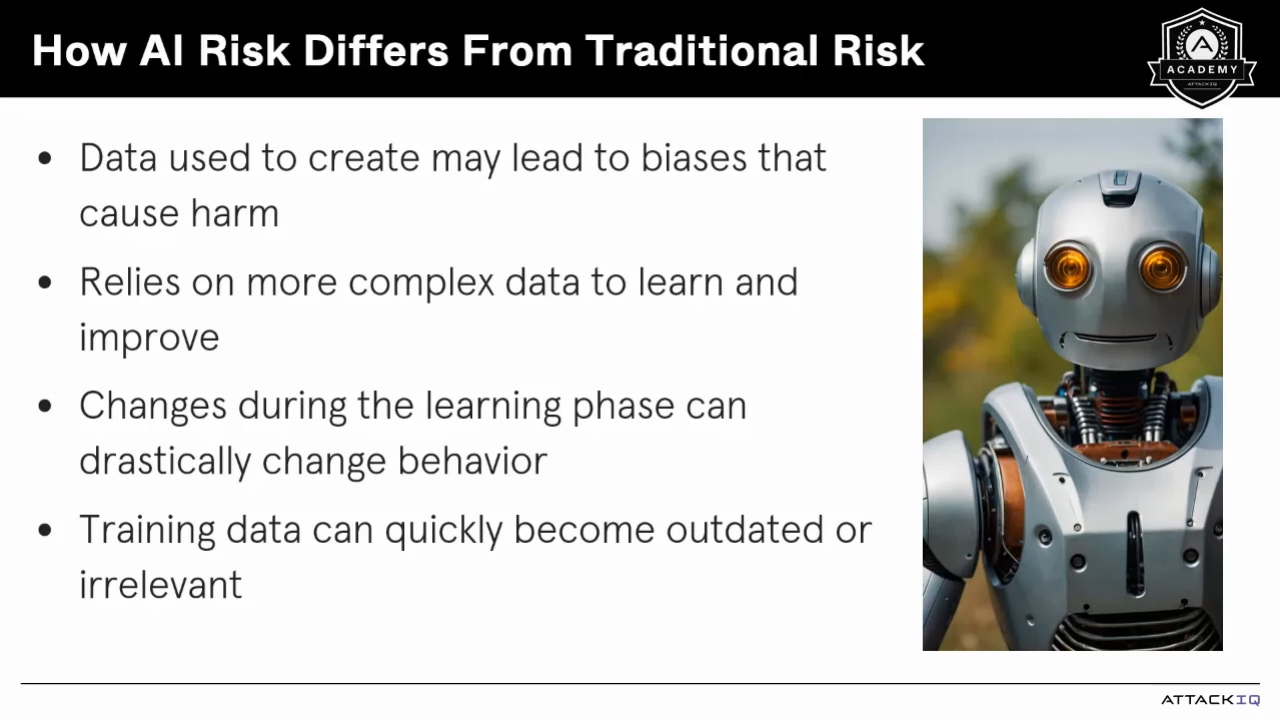 How AI Risk Differs From Traditional Risk
ACADEMY
ATTACKIQ
• Data used to create may lead to biases that
cause harm
• Relies on more complex data to learn and
improve
• Changes during the learning phase can
drastically change behavior
• Training data can quickly become outdated or
irrelevant
ATTACKIQ